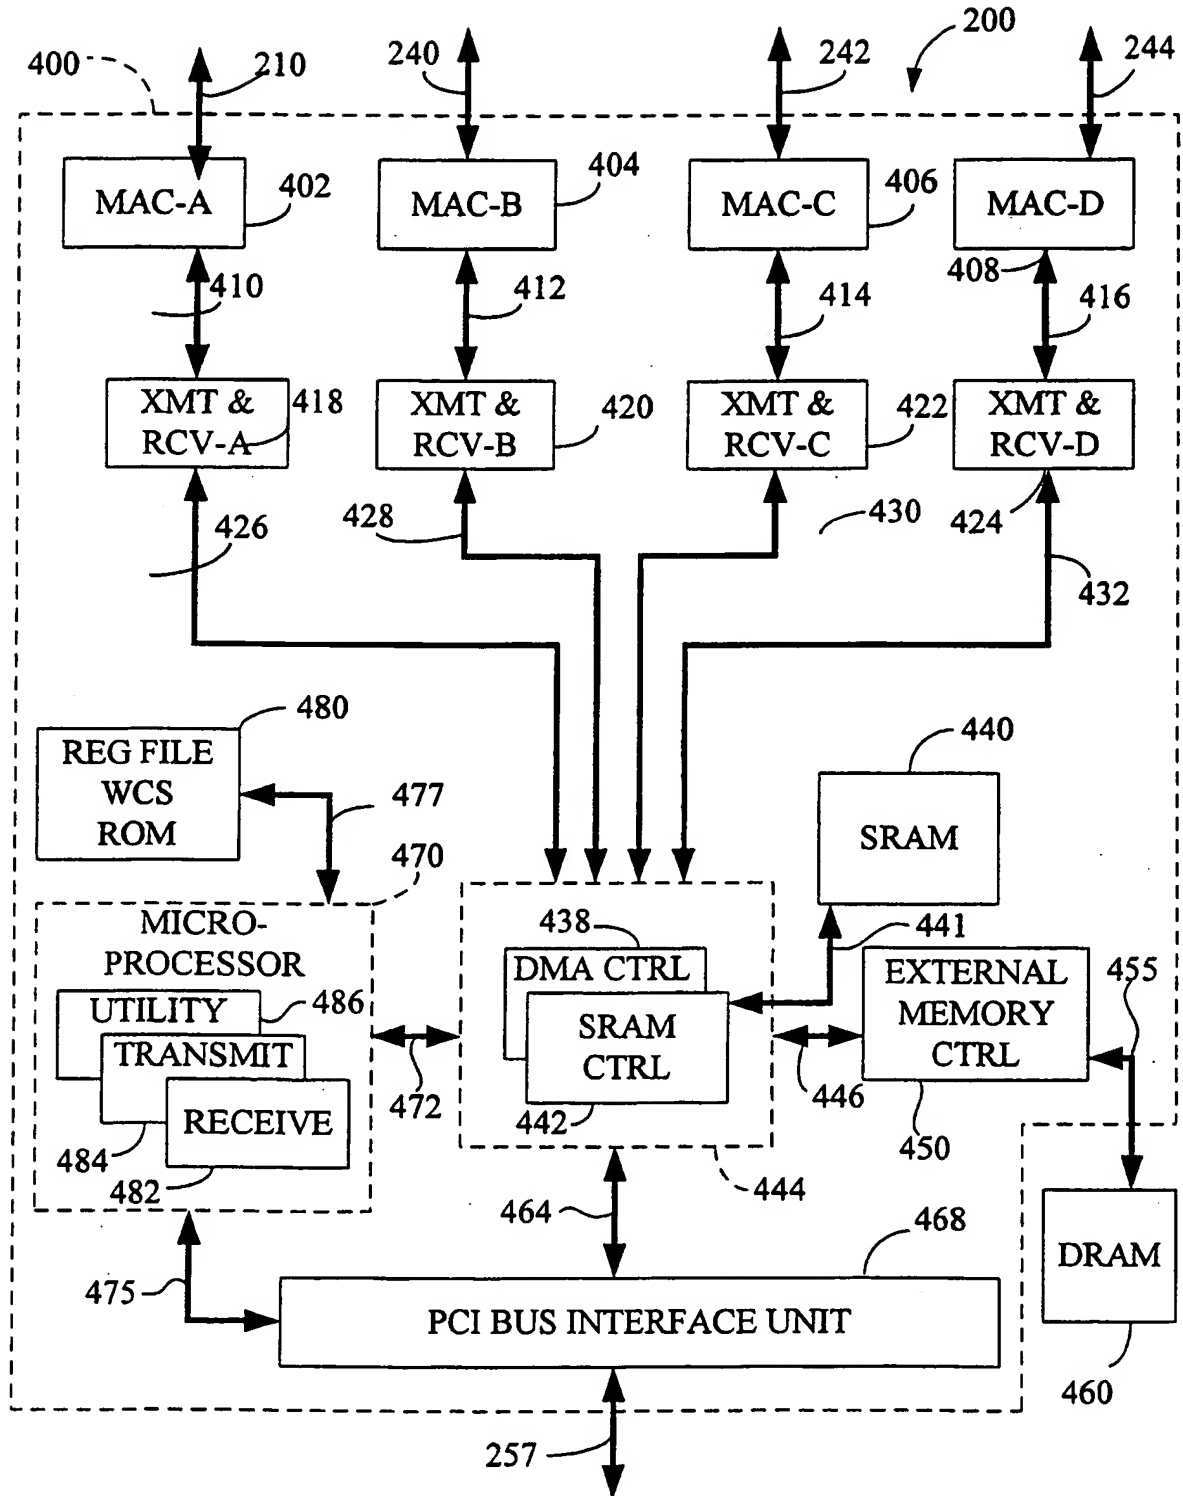 200
400
210
240
242
244
MAC-A
402
MAC-B
404
MAC-C
406
MAC-D
408
410
412
414
416
XMT &
RCV-A
418
XMT &
RCV-B
420
XMT &
RCV-C
422
XMT &
RCV-D
424
426
428
430
432
480
REG FILE
WCS
ROM
477
470
440
SRAM
441
MICRO-
PROCESSOR
UTILITY
486
TRANSMIT
RECEIVE
484
482
472
438
DMA CTRL
SRAM
CTRL
442
444
446
EXTERNAL
MEMORY
CTRL
450
455
464
468
475
PCI BUS INTERFACE UNIT
DRAM
460
257